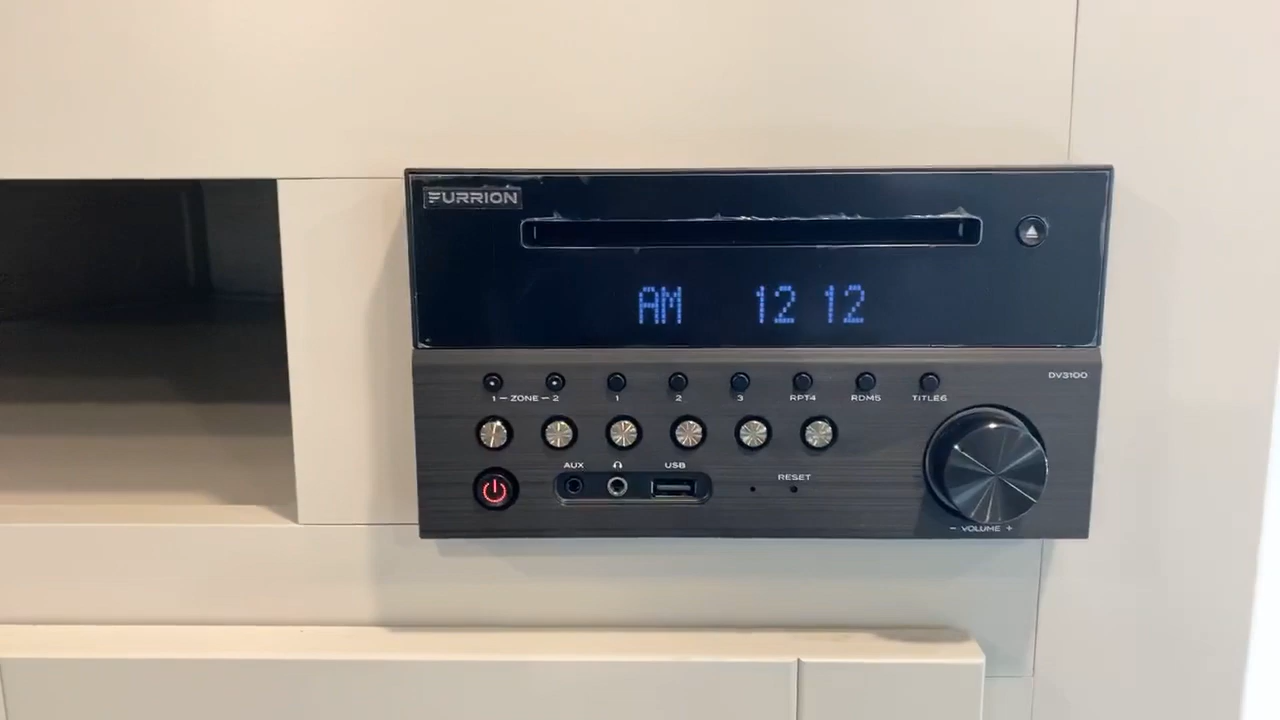 FURRION
AM 12 12
DV3100
1 — ZONE — 2 1 2 3 RPT4 RDM5 TITLE6
AUX USB RESET
− VOLUME +